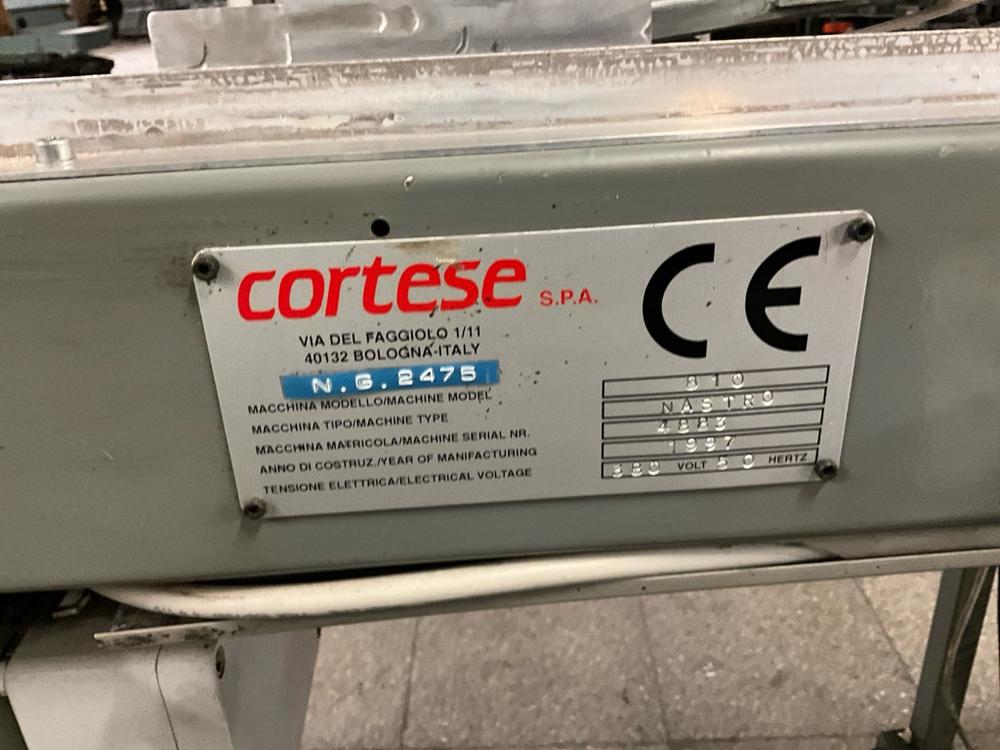 cortese S.P.A.
CE
VIA DEL FAGGIOLO 1/11
40132 BOLOGNA-ITALY
N.G.2475
MACCHINA MODELLO/MACHINE MODEL 810
MACCHINA TIPO/MACHINE TYPE NASTRO
MACCHINA MATRICOLA/MACHINE SERIAL NR. 4883
ANNO DI COSTRUZ./YEAR OF MANIFACTURING 1997
TENSIONE ELETTRICA/ELECTRICAL VOLTAGE 380 VOLT 50 HERTZ